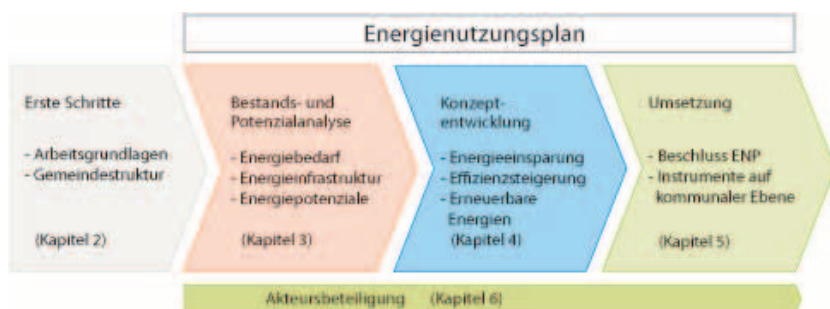 Energienutzungsplan
Erste Schritte
- Arbeitsgrundlagen
- Gemeindestruktur
(Kapitel 2)
Bestands- und
Potenzialanalyse
- Energiebedarf
- Energieinfrastruktur
- Energiepotenziale
(Kapitel 3)
Konzept-
entwicklung
- Energieeinsparung
- Effizienzsteigerung
- Erneuerbare
Energien
(Kapitel 4)
Umsetzung
- Beschluss ENP
- Instrumente auf
kommunaler Ebene
(Kapitel 5)
Akteursbeteiligung (Kapitel 6)